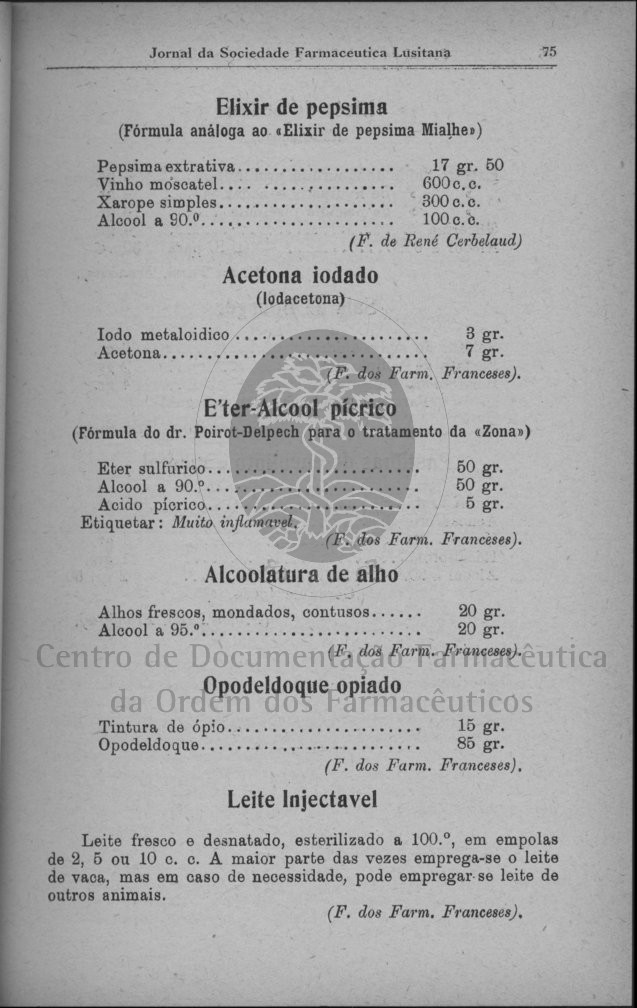 Jornal da Sociedade Farmaceutica Lusitana 75
Elixir de pepsima
(Fórmula análoga ao «Elixir de pepsima Mialhe»)
Pepsima extrativa.................. 17 gr. 50
Vinho moscatel.... ............. 600 c. c.
Xarope simples.................... 300 c. c.
Alcool a 90.º...................... 100 c. c.
(F. de René Cerbelaud)
Acetona iodado
(Iodacetona)
Iodo metaloidico ...................... 3 gr.
Acetona.............................. 7 gr.
(F. dos Farm. Franceses).
E'ter-Alcool pícrico
(Fórmula do dr. Poirot-Delpech para o tratamento da «Zona»)
Eter sulfurico........................ 50 gr.
Alcool a 90.º........................ 50 gr.
Acido pícrico........................ 5 gr.
Etiquetar: Muito inflamavel.
(F. dos Farm. Franceses).
Alcoolatura de alho
Alhos frescos, mondados, contusos...... 20 gr.
Alcool a 95.º........................ 20 gr.
(F. dos Farm. Franceses).
Centro de Documentação Farmacêutica
da Ordem dos Farmacêuticos
Opodeldoque opiado
Tintura de ópio...................... 15 gr.
Opodeldoque......................... 85 gr.
(F. dos Farm. Franceses).
Leite Injectavel
Leite fresco e desnatado, esterilizado a 100.º, em empolas
de 2, 5 ou 10 c. c. A maior parte das vezes emprega-se o leite
de vaca, mas em caso de necessidade, pode empregar-se leite de
outros animais.
(F. dos Farm. Franceses).